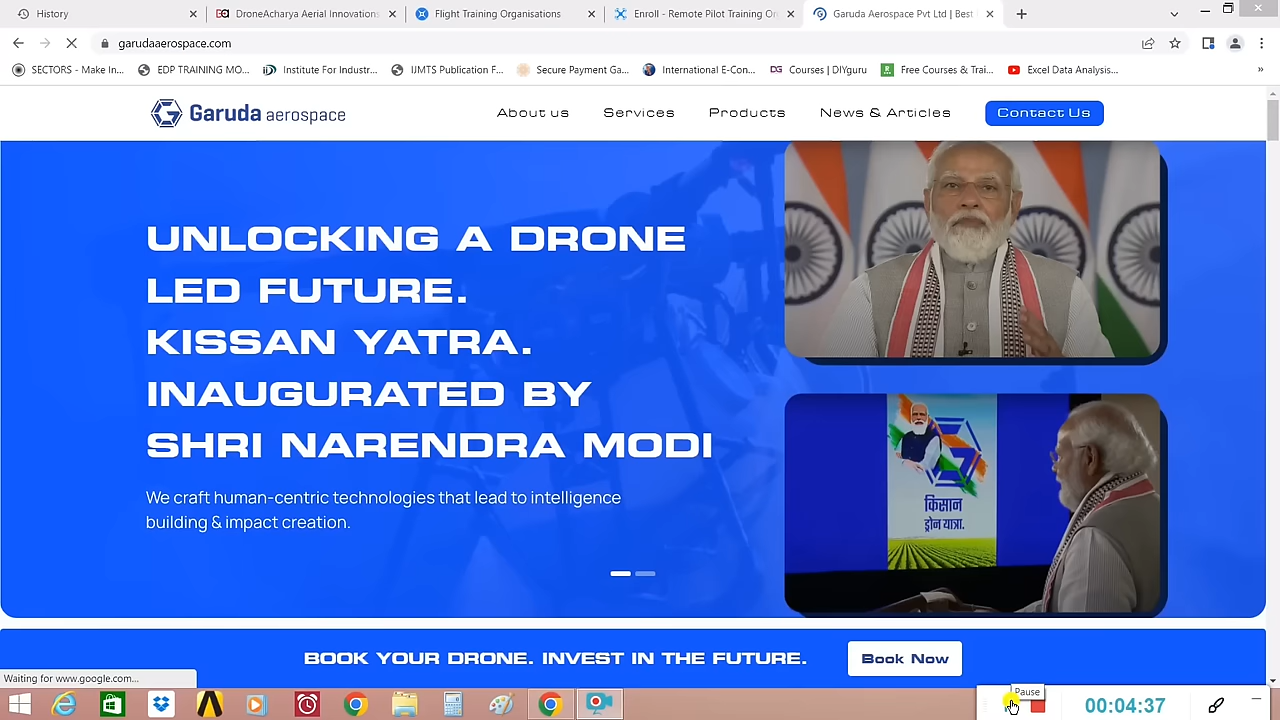 History
DroneAcharya Aerial Innovations
Flight Training Organisations
Enroll - Remote Pilot Training Or
Garuda Aerospace Pvt Ltd | Best
garudaaerospace.com
SECTORS - Make In...
EDP TRAINING MO...
Institute For Industr...
IJMTS Publication F...
Secure Payment Ga...
International E-Con...
DG Courses | DIYguru
Free Courses & Trai...
Excel Data Analysis...
»
Garuda aerospace
About us
Services
Products
News & Articles
Contact Us
UNLOCKING A DRONE
LED FUTURE.
KISSAN YATRA.
INAUGURATED BY
SHRI NARENDRA MODI
We craft human-centric technologies that lead to intelligence
building & impact creation.
किसान
ड्रोन यात्रा.
BOOK YOUR DRONE. INVEST IN THE FUTURE.
Book Now
Waiting for www.google.com...
Pause
00:04:37